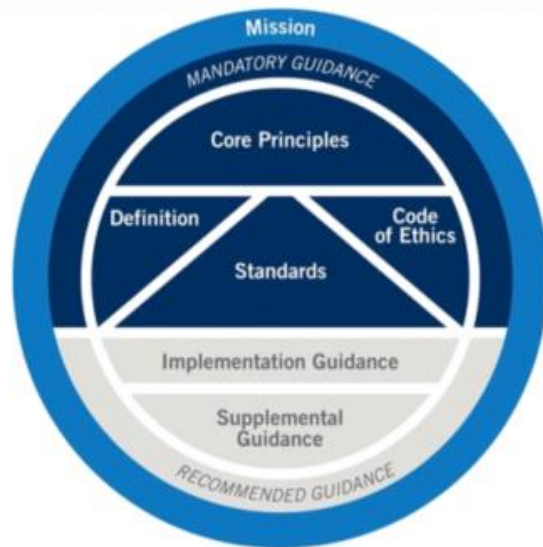 Mission
MANDATORY GUIDANCE
Core Principles
Definition
Code
of Ethics
Standards
Implementation Guidance
Supplemental
Guidance
RECOMMENDED GUIDANCE